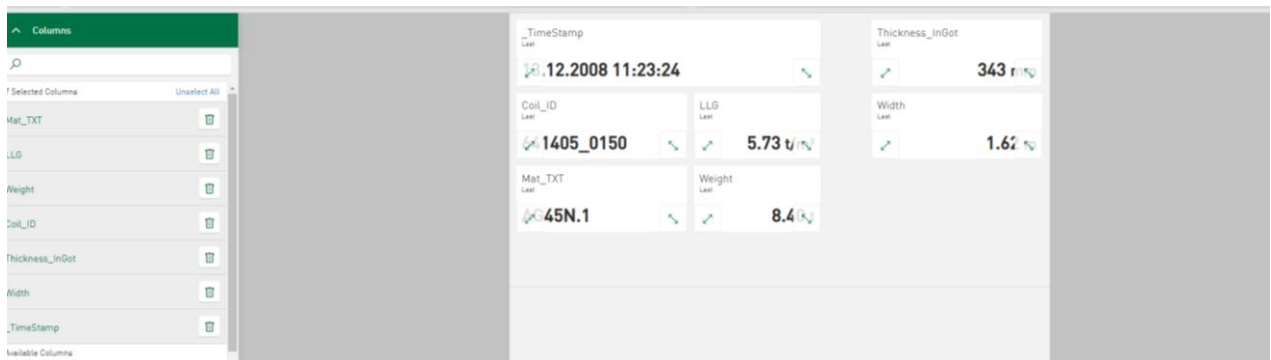 Columns
7 Selected Columns Unselect All
Mat_TXT
LLG
Weight
Coil_ID
Thickness_InGot
Width
_TimeStamp
Available Columns
_TimeStamp
Last
.12.2008 11:23:24
Thickness_InGot
Last
343
Coil_ID
Last
1405_0150
LLG
Last
5.73 t/m³
Width
Last
1.62
Mat_TXT
Last
45N.1
Weight
Last
8.4